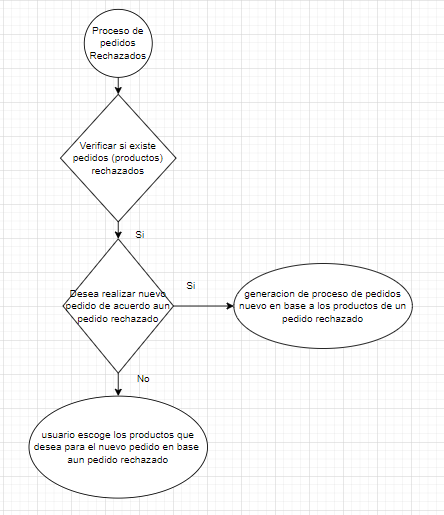 Proceso de
pedidos
Rechazados
Verificar si existe
pedidos (productos)
rechazados
Si
Desea realizar nuevo
pedido de acuerdo aun
pedido rechazado
Si
generacion de proceso de pedidos
nuevo en base a los productos de un
pedido rechazado
No
usuario escoge los productos que
desea para el nuevo pedido en base
aun pedido rechazado